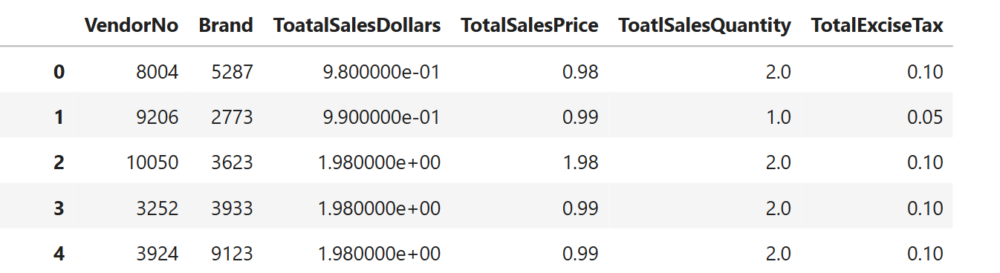 VendorNo Brand ToatalSalesDollars TotalSalesPrice ToatlSalesQuantity TotalExciseTax
0 8004 5287 9.800000e-01 0.98 2.0 0.10
1 9206 2773 9.900000e-01 0.99 1.0 0.05
2 10050 3623 1.980000e+00 1.98 2.0 0.10
3 3252 3933 1.980000e+00 0.99 2.0 0.10
4 3924 9123 1.980000e+00 0.99 2.0 0.10